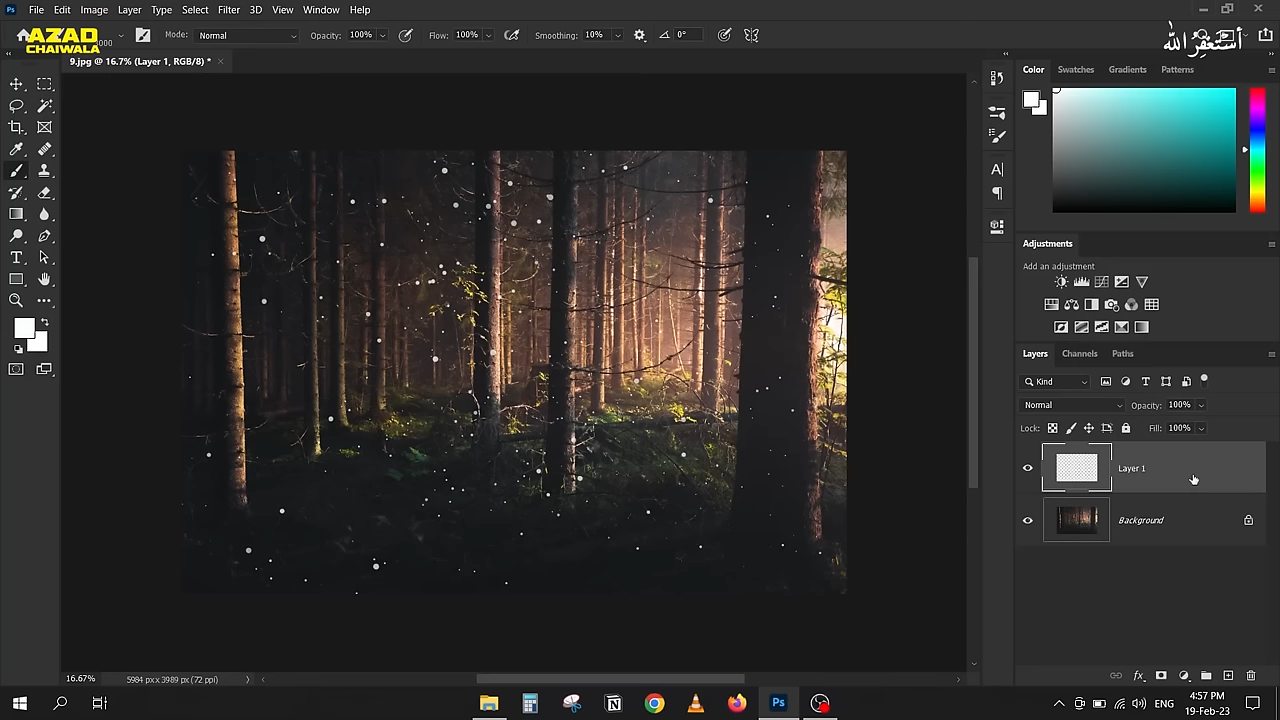 File Edit Image Layer Type Select Filter 3D View Window Help
AZAD
CHAIWALA
Mode: Normal Opacity: 100% Flow: 100% Smoothing: 10% 0°
أستغفر الله
9.jpg @ 16.7% (Layer 1, RGB/8) *
Color Swatches Gradients Patterns
Adjustments
Add an adjustment
Layers Channels Paths
Kind
Normal Opacity: 100%
Lock: Fill: 100%
Layer 1
Background
16.67% 5984 px x 3989 px (72 ppi)
Ps
ENG
4:57 PM
19-Feb-23